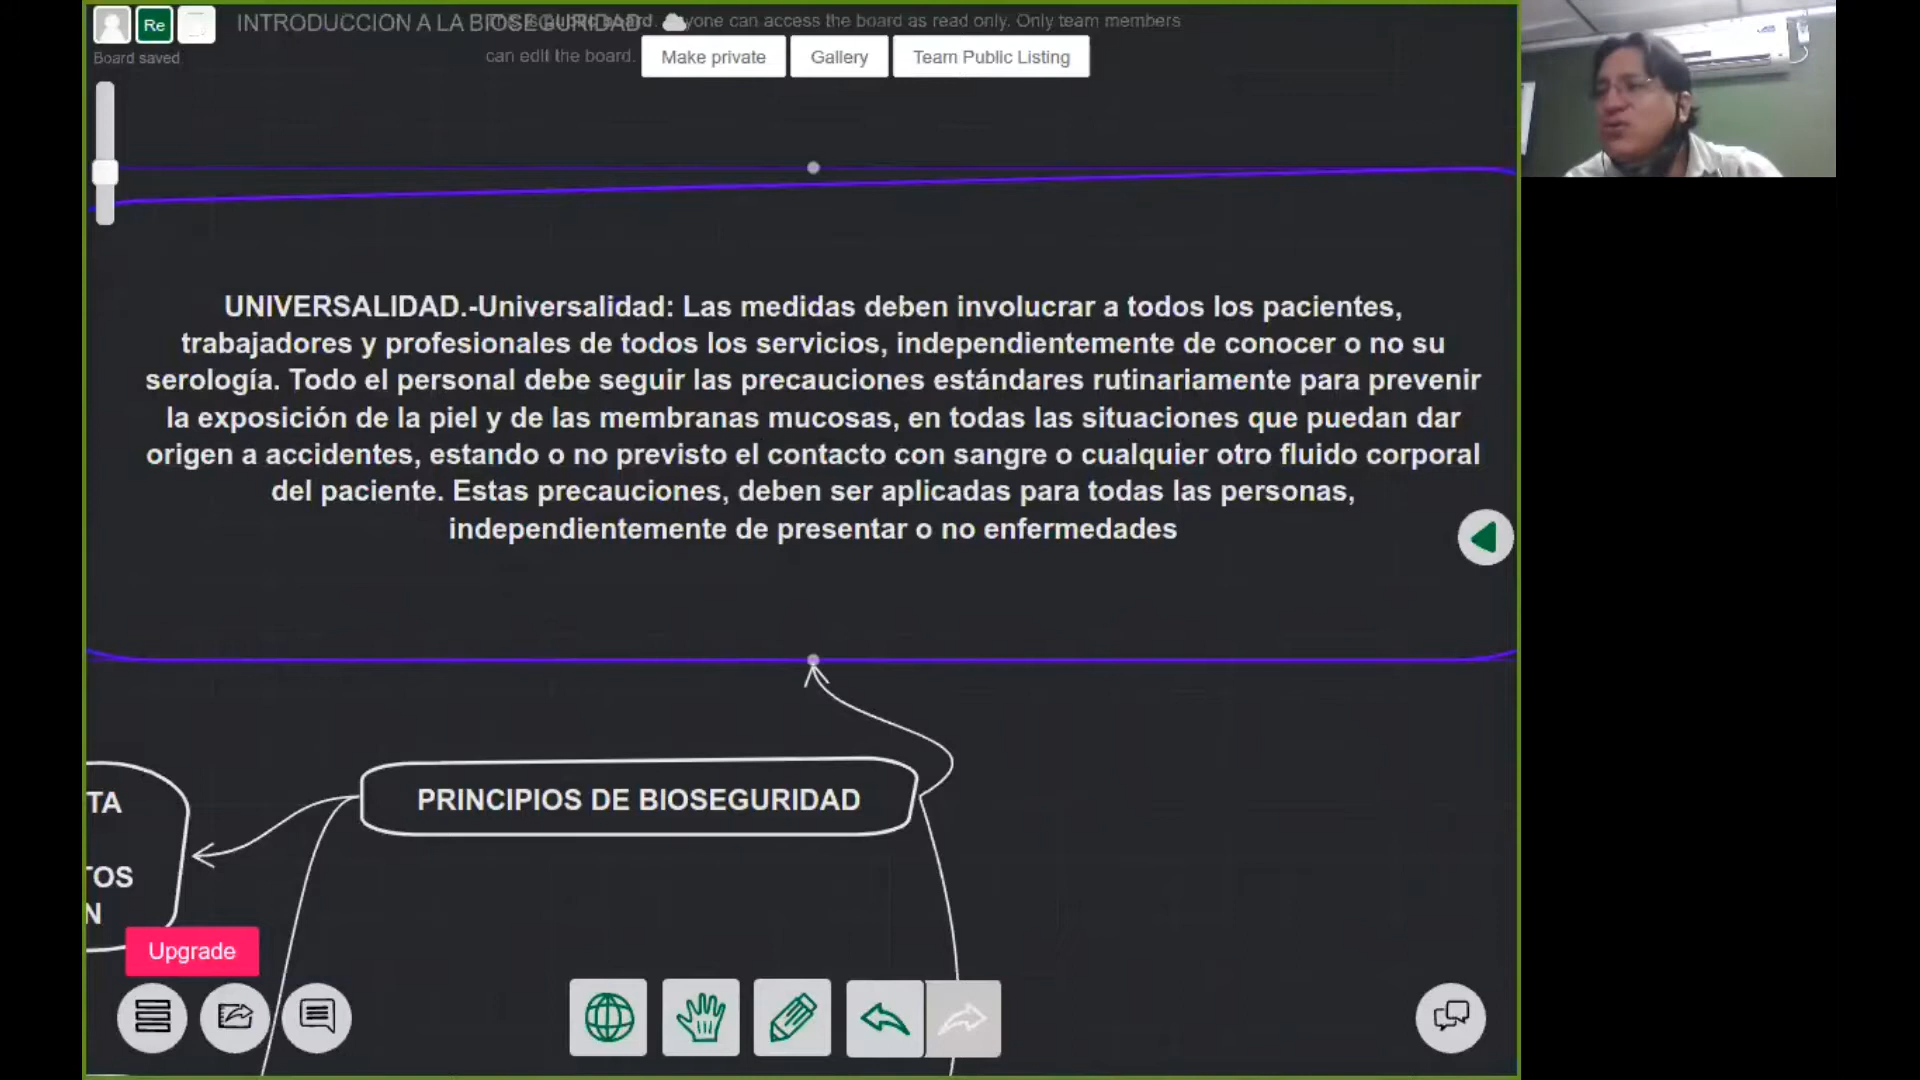 Re
INTRODUCCION A LA BIOSEGURIDAD
Board saved
yone can access the board as read only. Only team members
can edit the board.
Make private
Gallery
Team Public Listing
UNIVERSALIDAD.-Universalidad: Las medidas deben involucrar a todos los pacientes,
trabajadores y profesionales de todos los servicios, independientemente de conocer o no su
serología. Todo el personal debe seguir las precauciones estándares rutinariamente para prevenir
la exposición de la piel y de las membranas mucosas, en todas las situaciones que puedan dar
origen a accidentes, estando o no previsto el contacto con sangre o cualquier otro fluido corporal
del paciente. Estas precauciones, deben ser aplicadas para todas las personas,
independientemente de presentar o no enfermedades
PRINCIPIOS DE BIOSEGURIDAD
TA
TOS
N
Upgrade